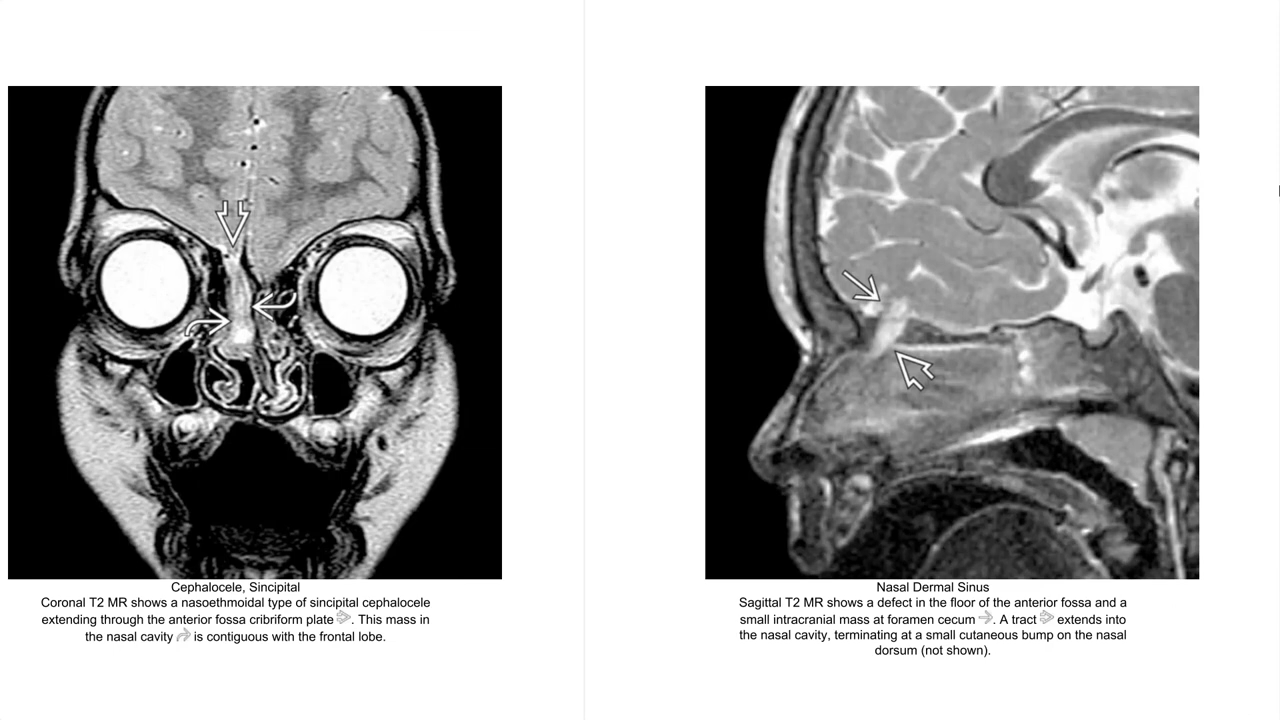 Cephalocele, Sincipital
Coronal T2 MR shows a nasoethmoidal type of sincipital cephalocele
extending through the anterior fossa cribriform plate . This mass in
the nasal cavity is contiguous with the frontal lobe.
Nasal Dermal Sinus
Sagittal T2 MR shows a defect in the floor of the anterior fossa and a
small intracranial mass at foramen cecum . A tract extends into
the nasal cavity, terminating at a small cutaneous bump on the nasal
dorsum (not shown).